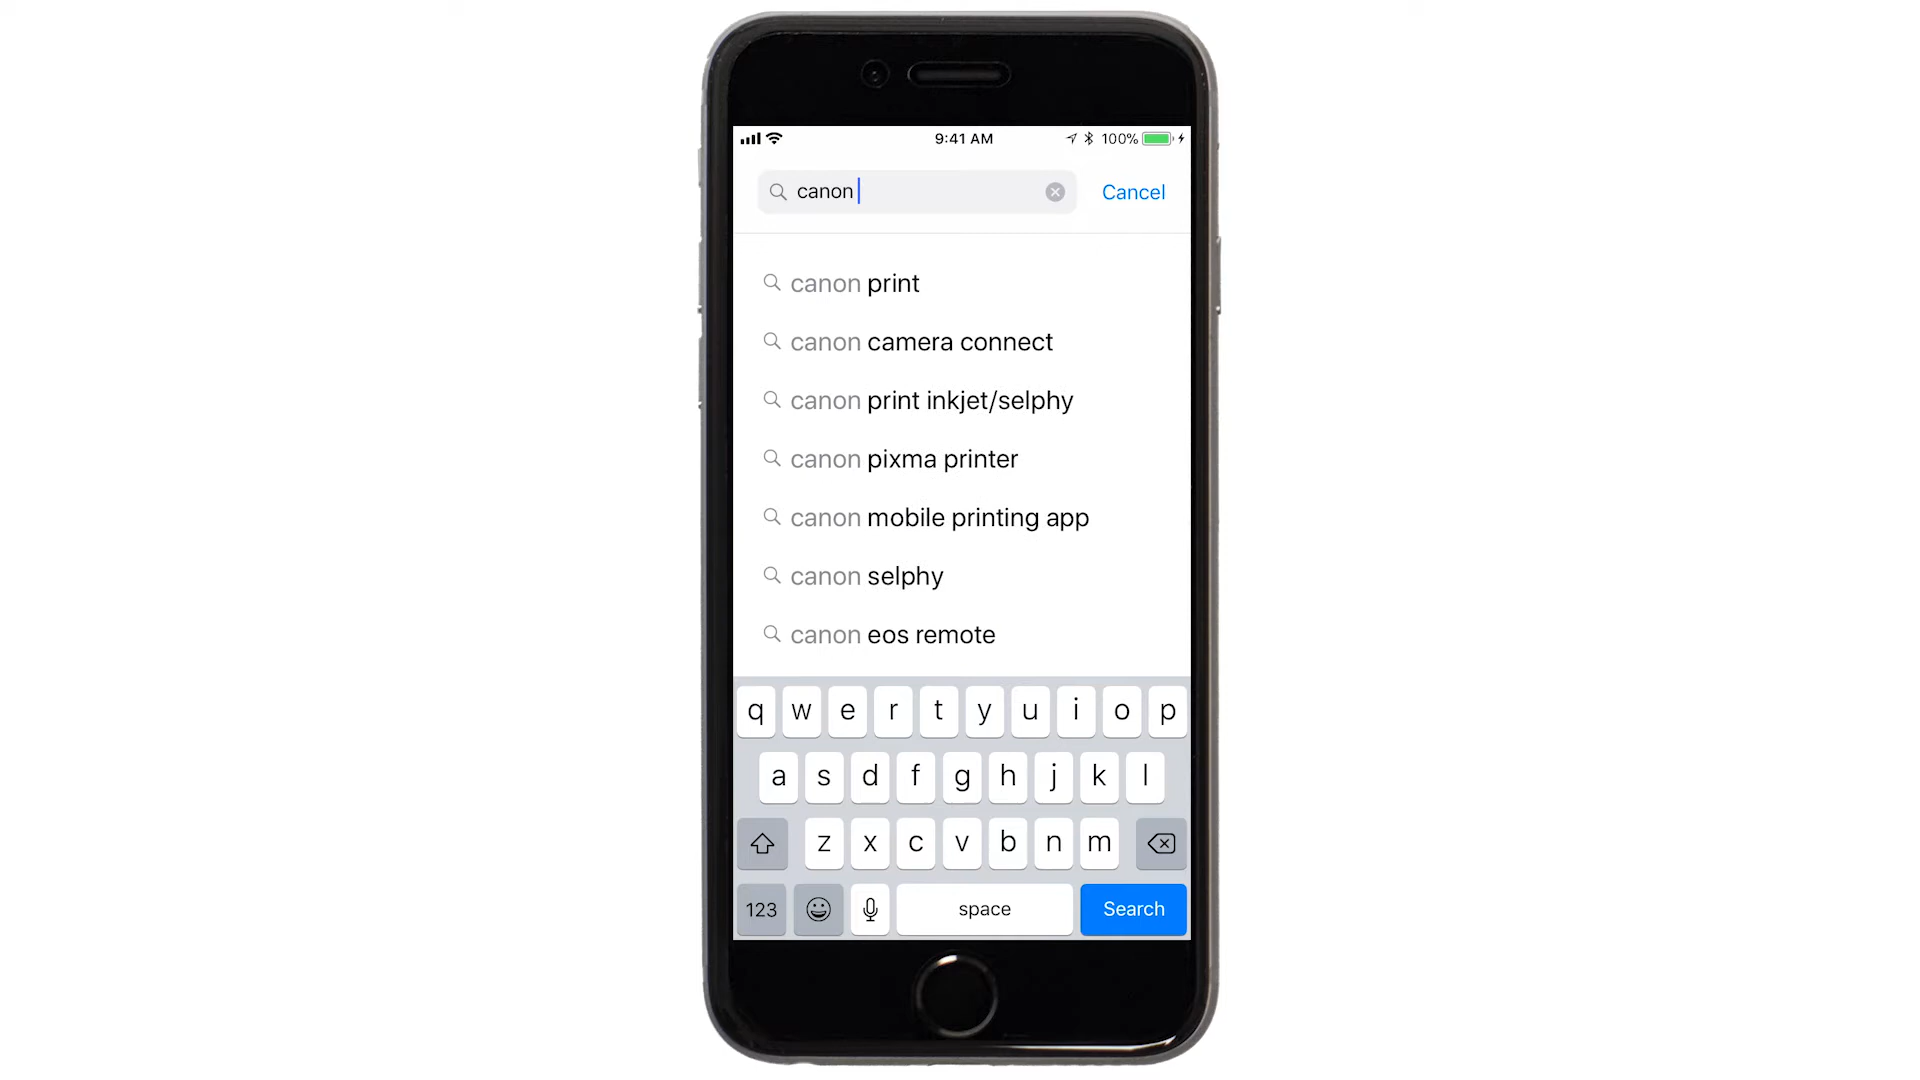 9:41 AM 100%
canon Cancel
canon print
canon camera connect
canon print inkjet/selphy
canon pixma printer
canon mobile printing app
canon selphy
canon eos remote
q w e r t y u i o p
a s d f g h j k l
z x c v b n m
123 space Search